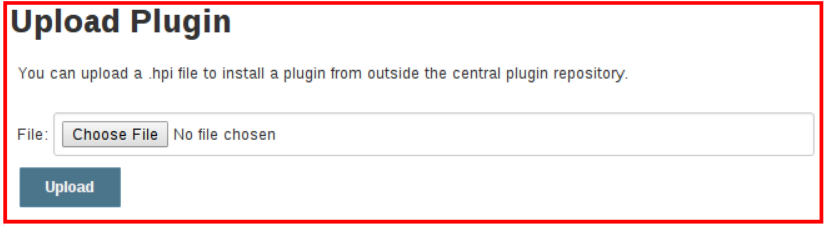 Upload Plugin
You can upload a .hpi file to install a plugin from outside the central plugin repository.
File: Choose File No file chosen
Upload